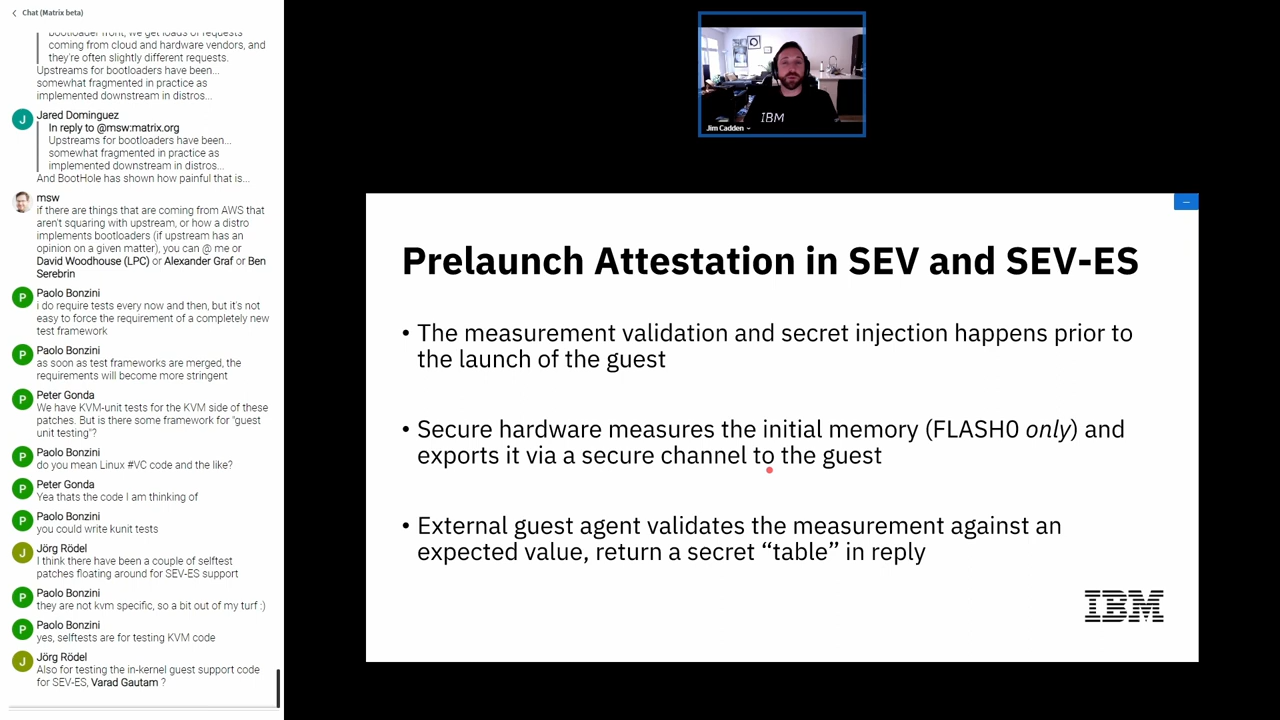 Chat (Matrix beta)
bootloader front, we get loads of requests
coming from cloud and hardware vendors, and
they're often slightly different requests.
Upstreams for bootloaders have been...
somewhat fragmented in practice as
implemented downstream in distros...
J
Jared Dominguez
In reply to @msw:matrix.org
Upstreams for bootloaders have been...
somewhat fragmented in practice as
implemented downstream in distros...
And BootHole has shown how painful that is...
msw
if there are things that are coming from AWS that
aren't squaring with upstream, or how a distro
implements bootloaders (if upstream has an
opinion on a given matter), you can @ me or
David Woodhouse (LPC) or Alexander Graf or Ben
Serebrin
P
Paolo Bonzini
i do require tests every now and then, but it's not
easy to force the requirement of a completely new
test framework
P
Paolo Bonzini
as soon as test frameworks are merged, the
requirements will become more stringent
P
Peter Gonda
We have KVM-unit tests for the KVM side of these
patches. But is there some framework for "guest
unit testing"?
P
Paolo Bonzini
do you mean Linux #VC code and the like?
P
Peter Gonda
Yea thats the code I am thinking of
P
Paolo Bonzini
you could write kunit tests
J
Jörg Rödel
I think there have been a couple of selftest
patches floating around for SEV-ES support
P
Paolo Bonzini
they are not kvm specific, so a bit out of my turf :)
P
Paolo Bonzini
yes, selftests are for testing KVM code
J
Jörg Rödel
Also for testing the in-kernel guest support code
for SEV-ES, Varad Gautam ?
IBM
Jim Cadden
Prelaunch Attestation in SEV and SEV-ES
• The measurement validation and secret injection happens prior to
the launch of the guest
• Secure hardware measures the initial memory (FLASH0 only) and
exports it via a secure channel to the guest
• External guest agent validates the measurement against an
expected value, return a secret “table” in reply
IBM